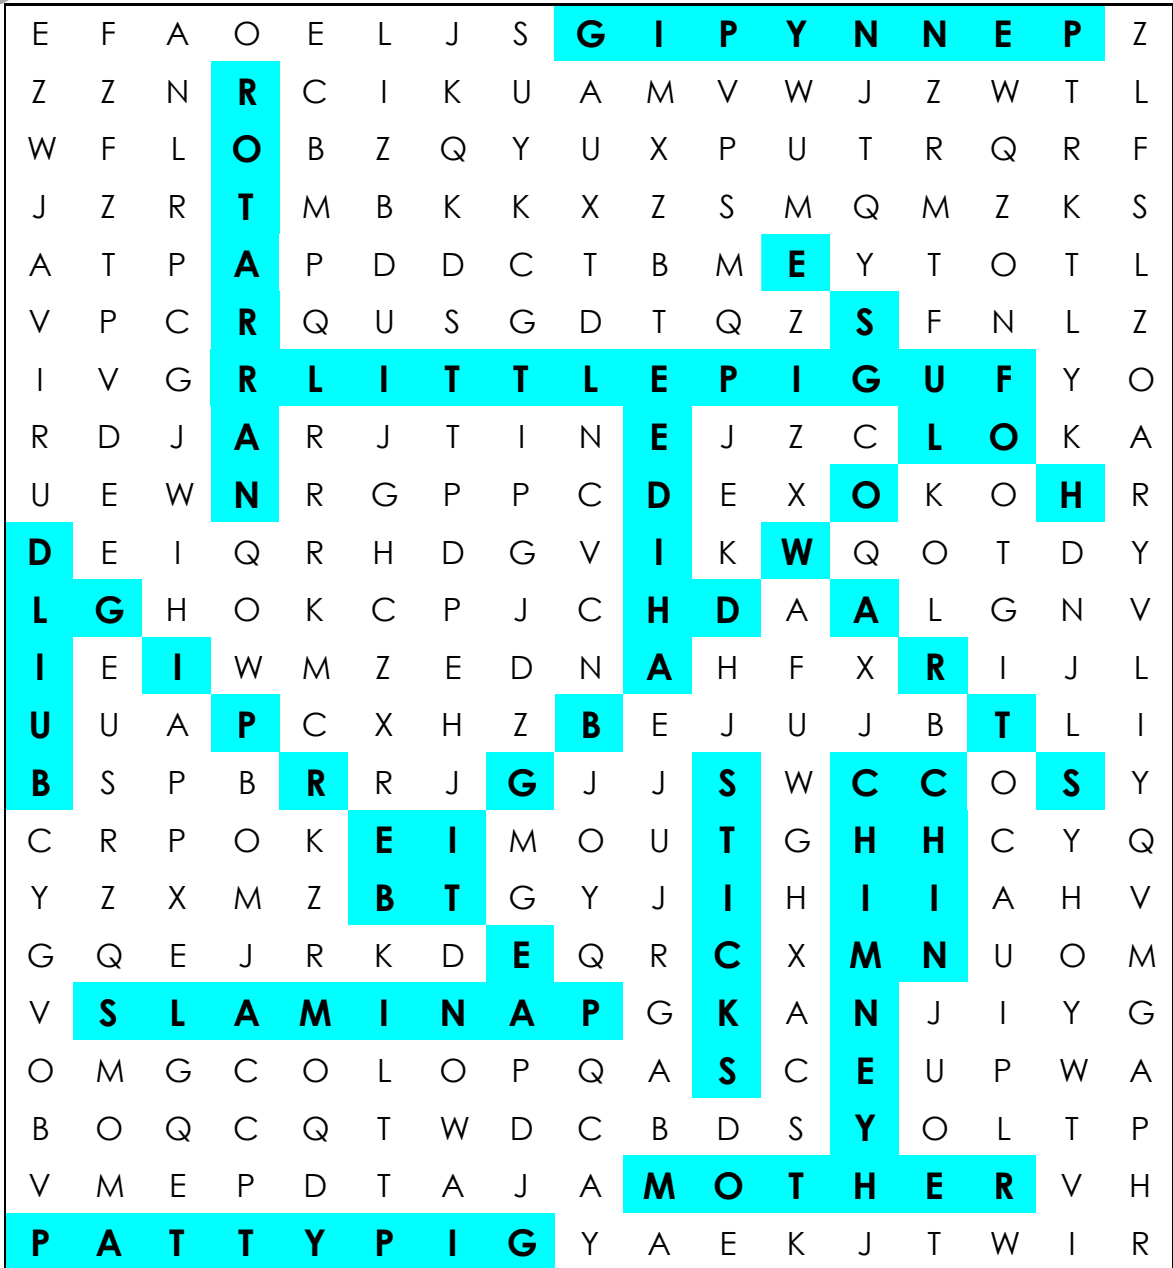 E F A O E L J S G I P Y N N E P Z
Z Z N R C I K U A M V W J Z W T L
W F L O B Z Q Y U X P U T R Q R F
J Z R T M B K K X Z S M Q M Z K S
A T P A P D D C T B M E Y T O T L
V P C R Q U S G D T Q Z S F N L Z
I V G R L I T T L E P I G U F Y O
R D J A R J T I N E J Z C L O K A
U E W N R G P P C D E X O K O H R
D E I Q R H D G V I K W Q O T D Y
L G H O K C P J C H D A A L G N V
I E I W M Z E D N A H F X R I J L
U U A P C X H Z B E J U J B T L I
B S P B R R J G J J S W C C O S Y
C R P O K E I M O U T G H H C Y Q
Y Z X M Z B T G Y J I H I I A H V
G Q E J R K D E Q R C X M N U O M
V S L A M I N A P G K A N J I Y G
O M G C O L O P Q A S C E U P W A
B O Q C Q T W D C B D S Y O L T P
V M E P D T A J A M O T H E R V H
P A T T Y P I G Y A E K J T W I R